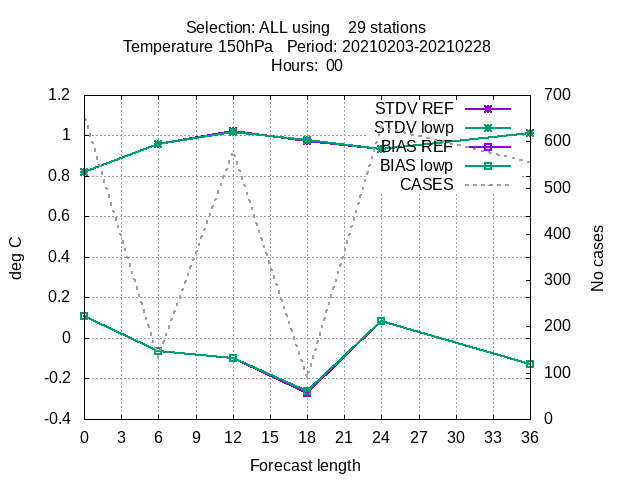 Selection: ALL using    29 stations
Temperature 150hPa   Period: 20210203-20210228
Hours:  00
1.2
1
0.8
0.6
0.4
0.2
0
-0.2
-0.4
deg C
STDV REF
STDV lowp
BIAS REF
BIAS lowp
CASES
700
600
500
400
300
200
100
0
No cases
0 3 6 9 12 15 18 21 24 27 30 33 36
Forecast length